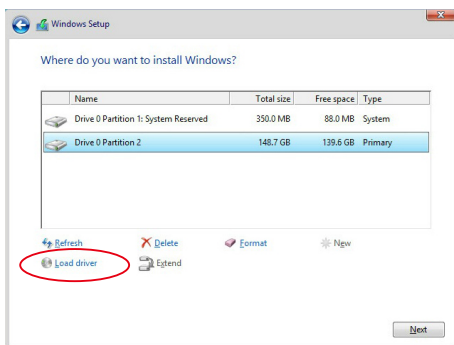 Windows Setup
Where do you want to install Windows?
Name Total size Free space Type
Drive 0 Partition 1: System Reserved 350.0 MB 88.0 MB System
Drive 0 Partition 2 148.7 GB 139.6 GB Primary
Refresh Delete Format New
Load driver Extend
Next